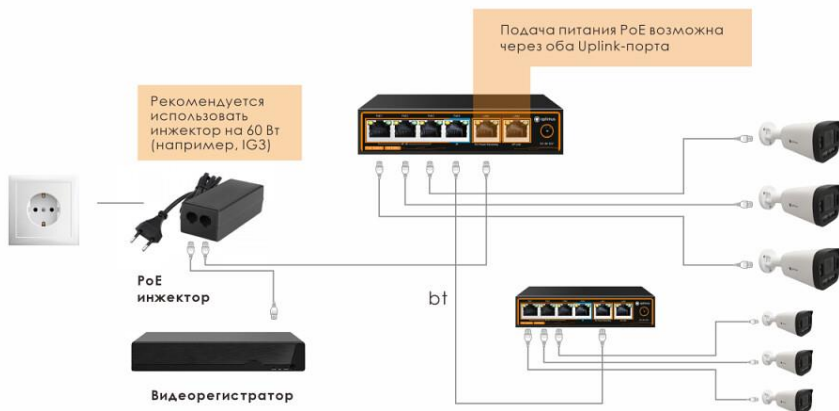 Подача питания PoE возможна
через оба Uplink-порта
Рекомендуется
использовать
инжектор на 60 Вт
(например, IG3)
optimus
PoE
инжектор
bt
Видеорегистратор